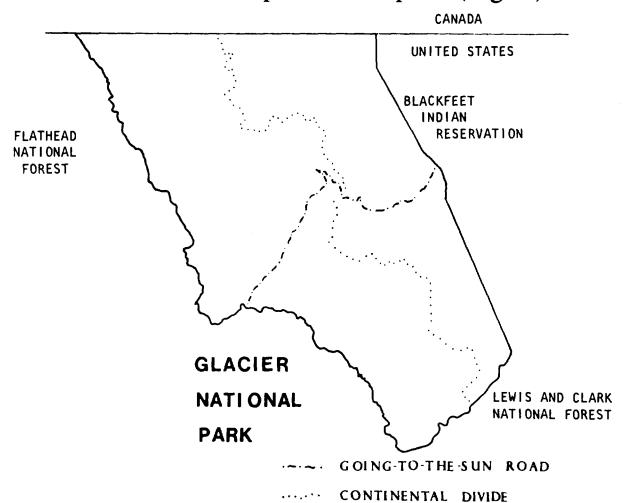 CANADA
UNITED STATES
BLACKFEET
INDIAN
RESERVATION
FLATHEAD
NATIONAL
FOREST
GLACIER
NATIONAL
PARK
LEWIS AND CLARK
NATIONAL FOREST
GOING-TO-THE-SUN ROAD
CONTINENTAL DIVIDE